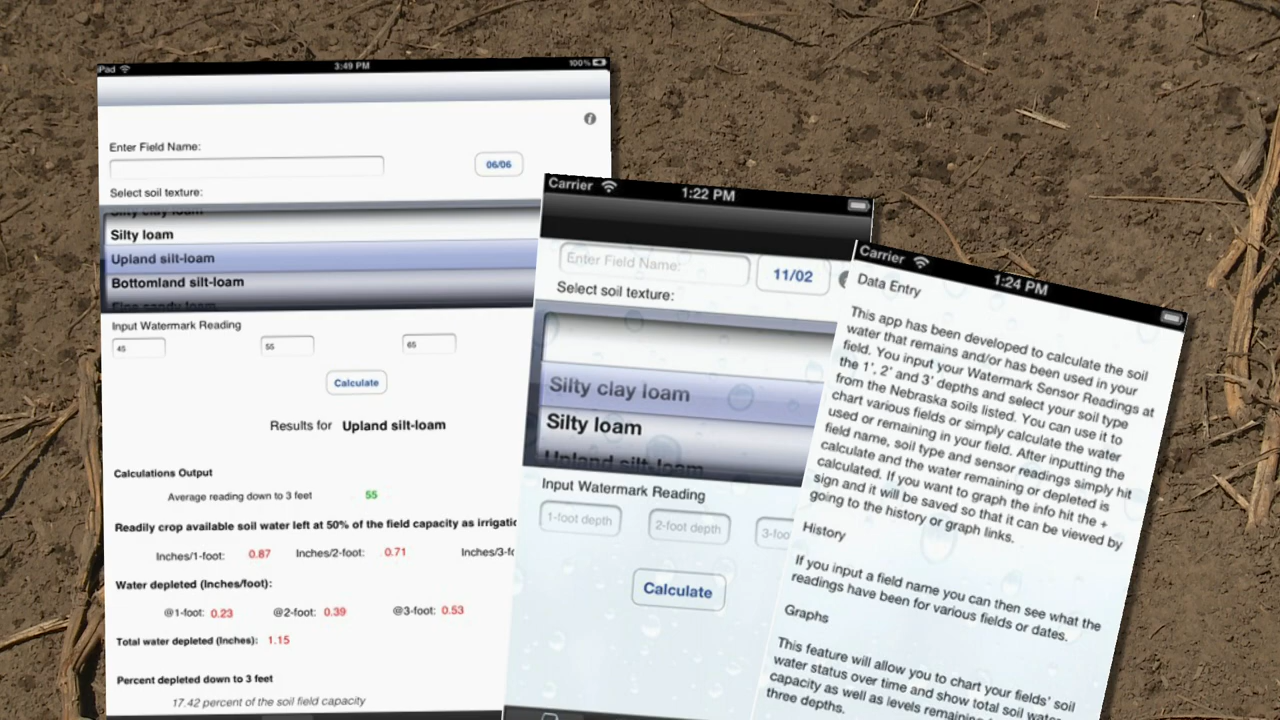 iPad
3:49 PM
100%
Enter Field Name:
06/06
Select soil texture:
Silty clay loam
Silty loam
Upland silt-loam
Bottomland silt-loam
Fine sandy loam
Input Watermark Reading
45 55 65
Calculate
Results for Upland silt-loam
Calculations Output
Average reading down to 3 feet 55
Readily crop available soil water left at 50% of the field capacity as
Inches/1-foot: 0.87 Inches/2-foot: 0.71
Water depleted (Inches/foot):
@1-foot: 0.23 @2-foot: 0.39 @3-foot: 0.53
Total water depleted (Inches): 1.15
Percent depleted down to 3 feet
17.42 percent of the soil field capacity
Carrier 1:22 PM
Enter Field Name: 11/02
Select soil texture:
Silty clay loam
Silty loam
Upland silt-loam
Input Watermark Reading
1-foot depth 2-foot depth
Calculate
Carrier 1:24 PM
Data Entry
This app has been developed to calculate the soil
water that remains and/or has been used in your
field. You input your Watermark Sensor Readings at
the 1', 2' and 3' depths and select your soil type
from the Nebraska soils listed. You can use it to
chart various fields or simply calculate the water
used or remaining in your field. After inputting the
field name, soil type and sensor readings simply hit
calculate and the water remaining or depleted is
calculated. If you want to graph the info hit the +
sign and it will be saved so that it can be viewed by
going to the history or graph links.
History
If you input a field name you can then see what the
readings have been for various fields or dates.
Graphs
This feature will allow you to chart your fields' soil
water status over time and show total soil water
capacity as well as levels remaining
three depths.